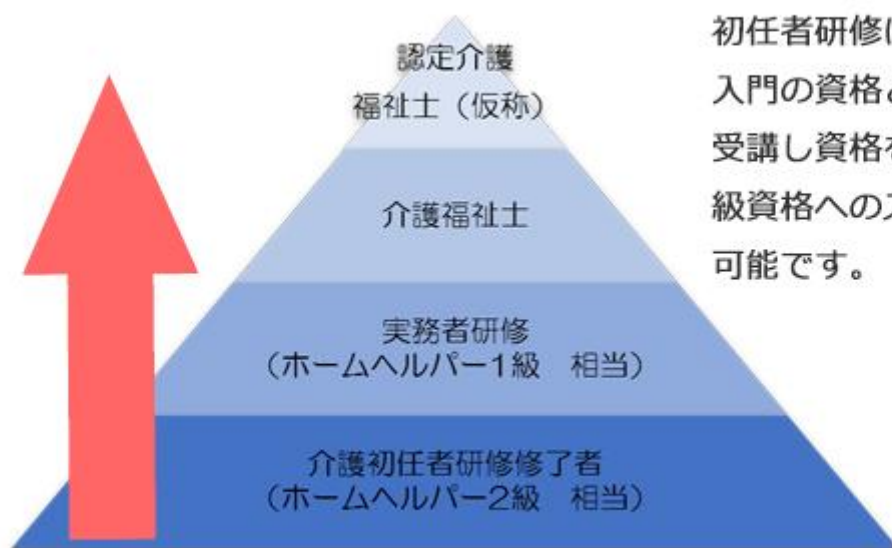 認定介護
福祉士（仮称）
介護福祉士
実務者研修
（ホームヘルパー1級　相当）
介護初任者研修修了者
（ホームヘルパー2級　相当）
初任者研修
入門の資格
受講し資格
級資格への
可能です。